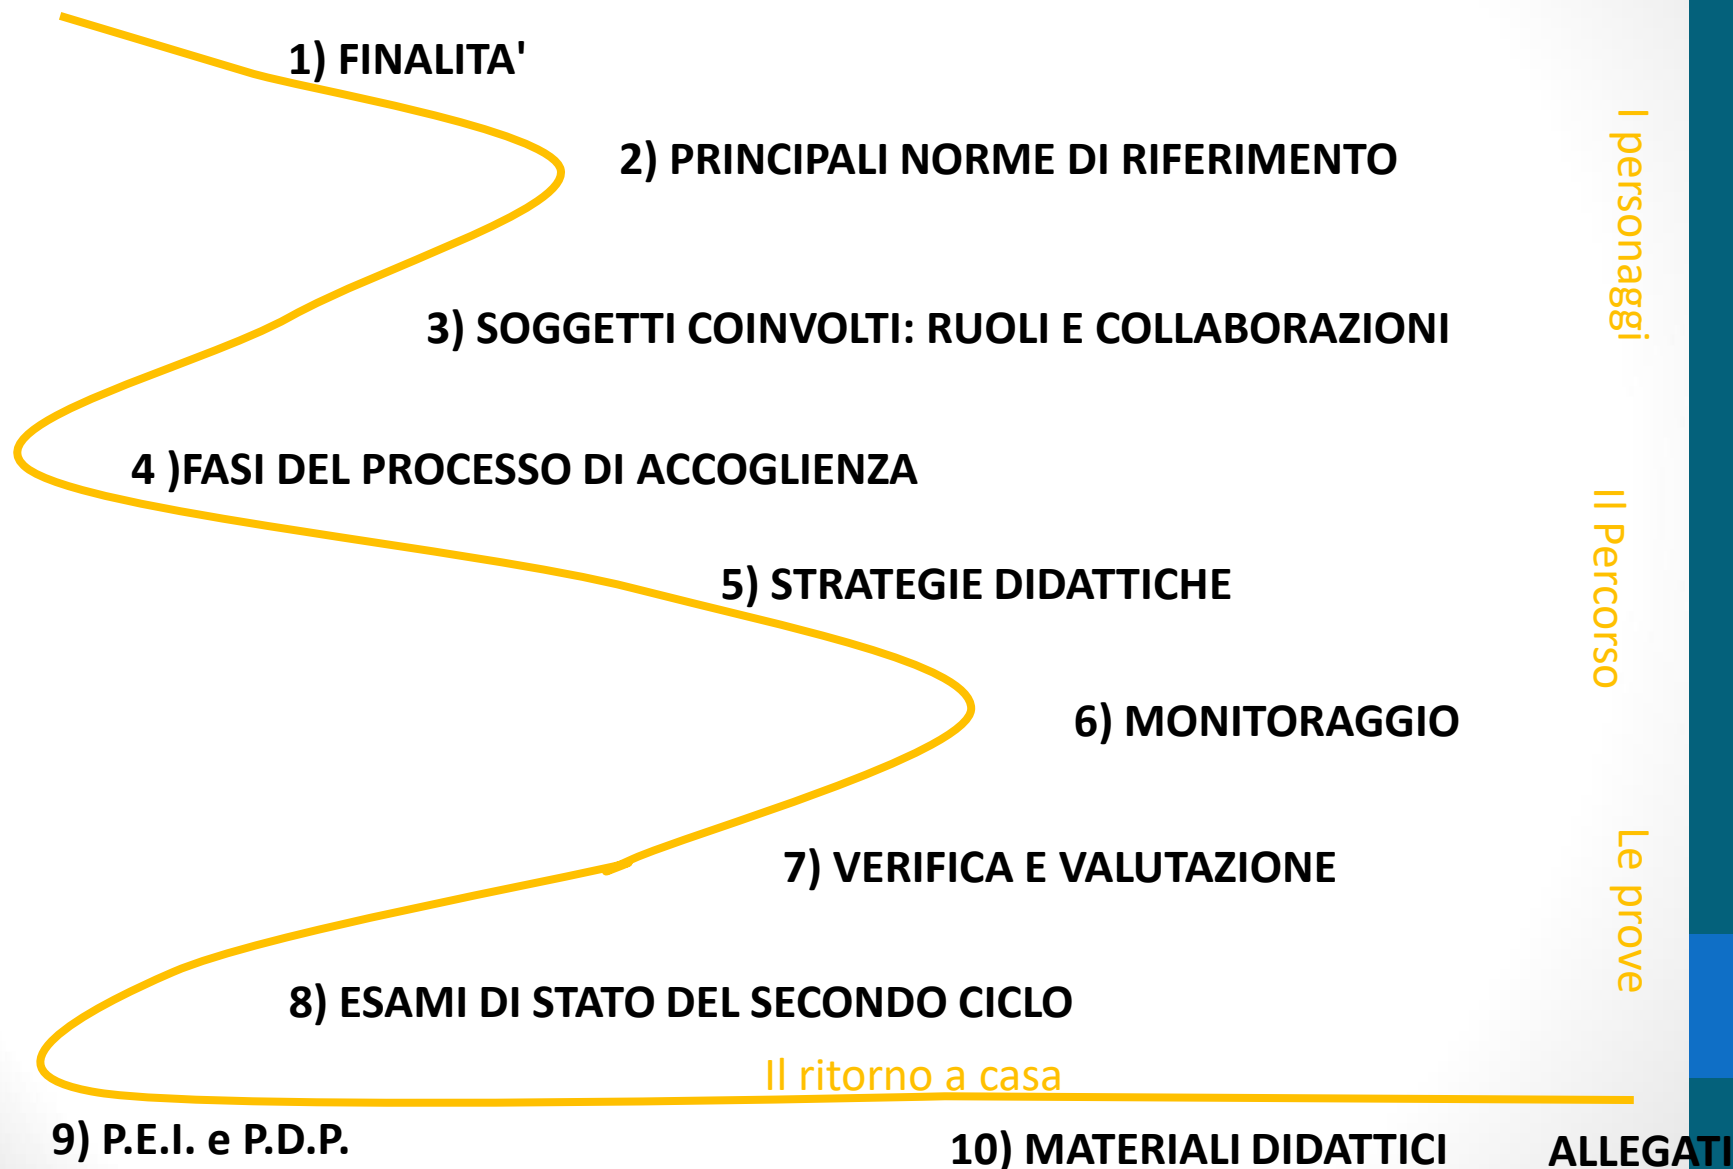 1) FINALITA'
I personaggi
2) PRINCIPALI NORME DI RIFERIMENTO
3) SOGGETTI COINVOLTI: RUOLI E COLLABORAZIONI
4 )FASI DEL PROCESSO DI ACCOGLIENZA
Il Percorso
5) STRATEGIE DIDATTICHE
6) MONITORAGGIO
Le prove
7) VERIFICA E VALUTAZIONE
8) ESAMI DI STATO DEL SECONDO CICLO
Il ritorno a casa
9) P.E.I. e P.D.P.
10) MATERIALI DIDATTICI
ALLEGATI